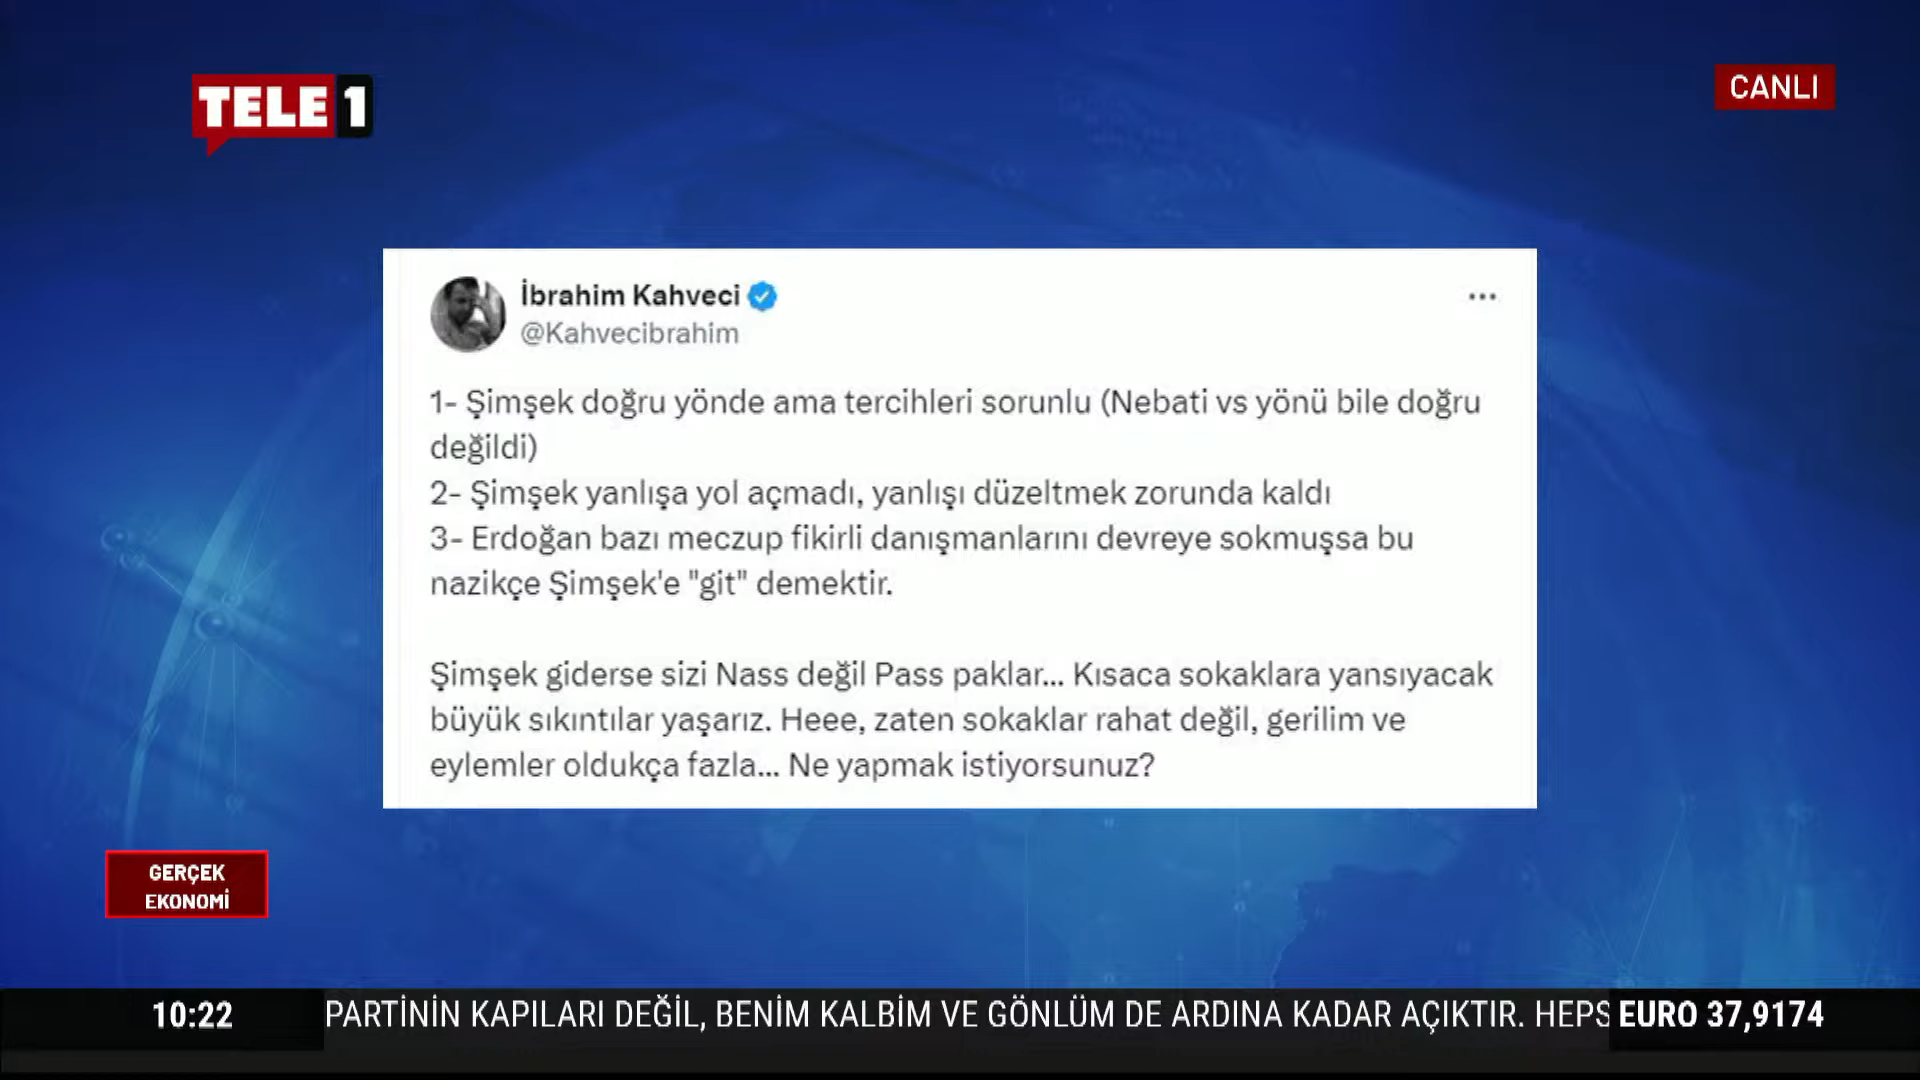 TELE 1
CANLI
İbrahim Kahveci
@Kahvecibrahim
1- Şimşek doğru yönde ama tercihleri sorunlu (Nebati vs yönü bile doğru
değildi)
2- Şimşek yanlışa yol açmadı, yanlışı düzeltmek zorunda kaldı
3- Erdoğan bazı meczup fikirli danışmanlarını devreye sokmuşsa bu
nazikçe Şimşek'e "git" demektir.
Şimşek giderse sizi Nass değil Pass paklar... Kısaca sokaklara yansıyacak
büyük sıkıntılar yaşarız. Heee, zaten sokaklar rahat değil, gerilim ve
eylemler oldukça fazla... Ne yapmak istiyorsunuz?
GERÇEK
EKONOMİ
10:22
PARTİNİN KAPILARI DEĞİL, BENİM KALBİM VE GÖNLÜM DE ARDINA KADAR AÇIKTIR. HEPS
EURO 37,9174